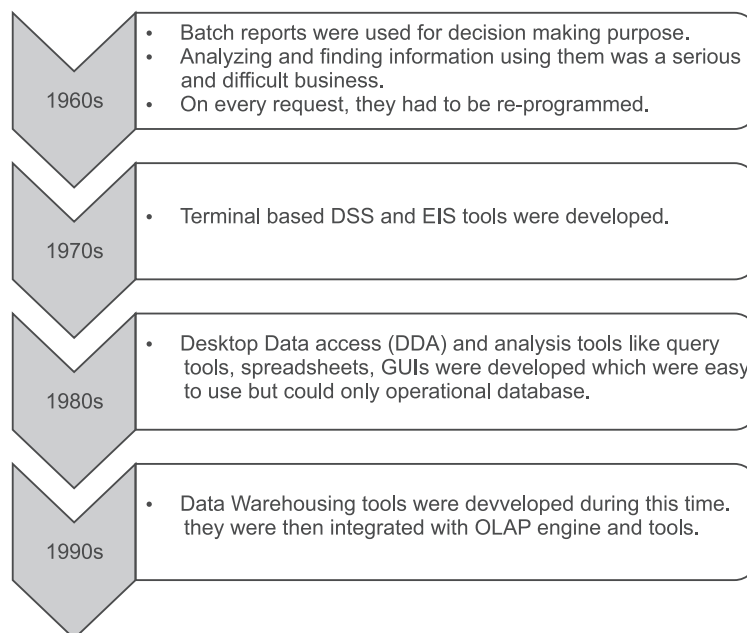 1960s
• Batch reports were used for decision making purpose.
• Analyzing and finding information using them was a serious
and difficult business.
• On every request, they had to be re-programmed.
1970s
• Terminal based DSS and EIS tools were developed.
1980s
• Desktop Data access (DDA) and analysis tools like query
tools, spreadsheets, GUIs were developed which were easy
to use but could only operational database.
1990s
• Data Warehousing tools were devveloped during this time.
they were then integrated with OLAP engine and tools.